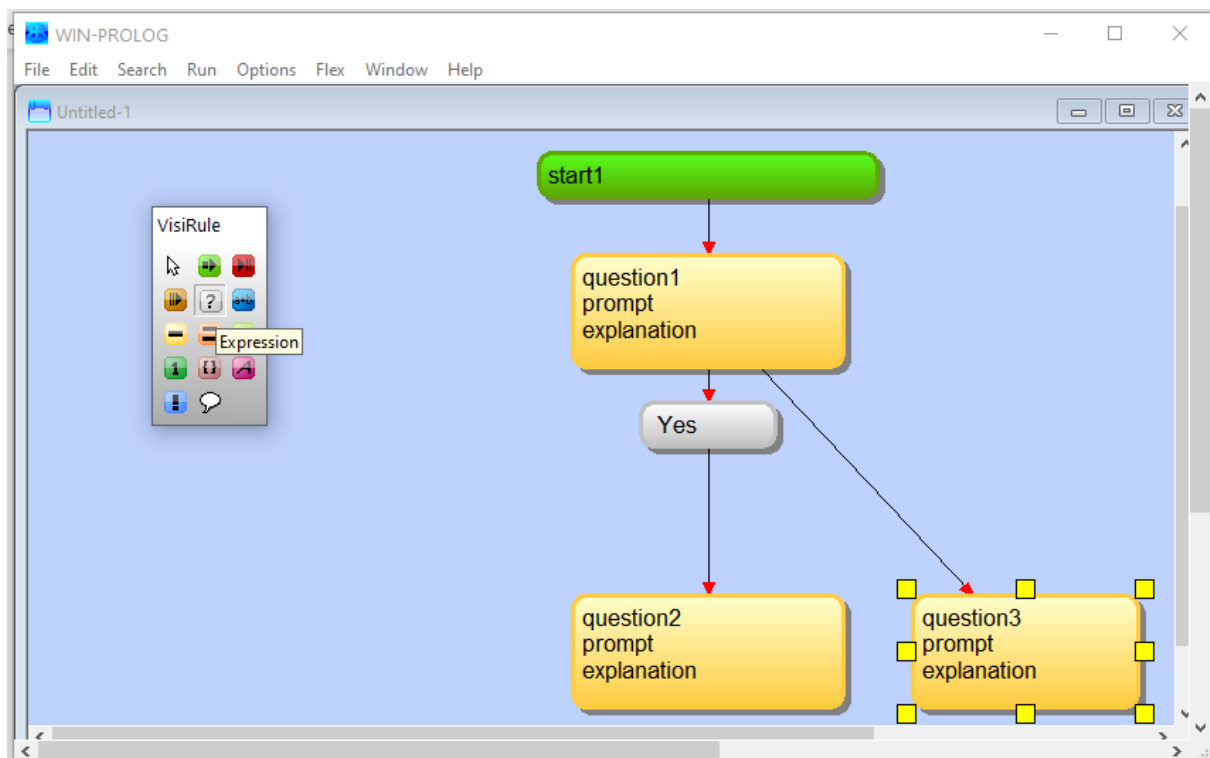 WIN-PROLOG
File Edit Search Run Options Flex Window Help
Untitled-1
start1
VisiRule
question1
prompt
explanation
?
a+b
Expression
1
{}
A
Yes
question2
prompt
explanation
question3
prompt
explanation